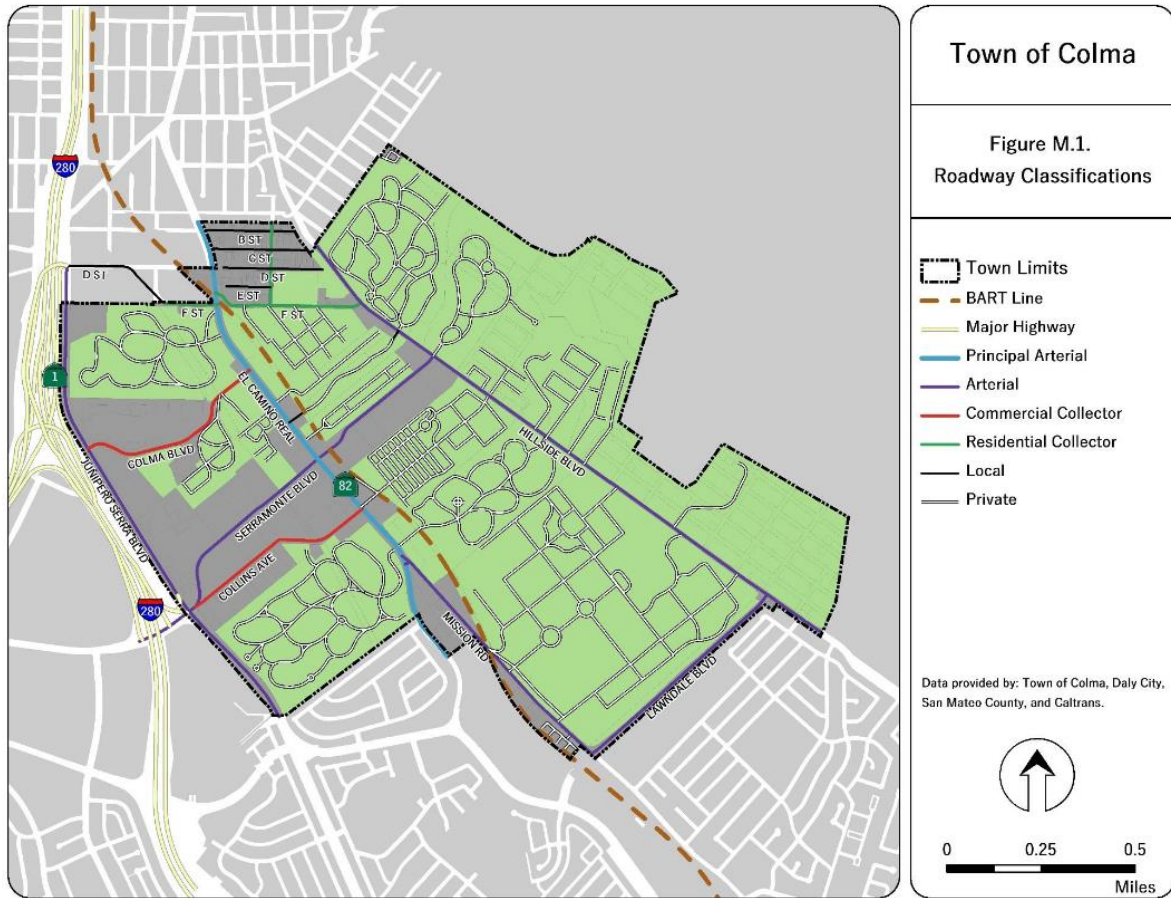 280
B ST
C ST
D ST
D ST
E ST
F ST
F ST
1
EL CAMINO REAL
COLMA BLVD
HILLSIDE BLVD
JUNIPERO SERRA BLVD
SERRAMONTE BLVD
82
COLLINS AVE
280
MISSION RD
LAWNDALE BLVD
Town of Colma
Figure M.1.
Roadway Classifications
Town Limits
BART Line
Major Highway
Principal Arterial
Arterial
Commercial Collector
Residential Collector
Local
Private
Data provided by: Town of Colma, Daly City,
San Mateo County, and Caltrans.
0 0.25 0.5
Miles